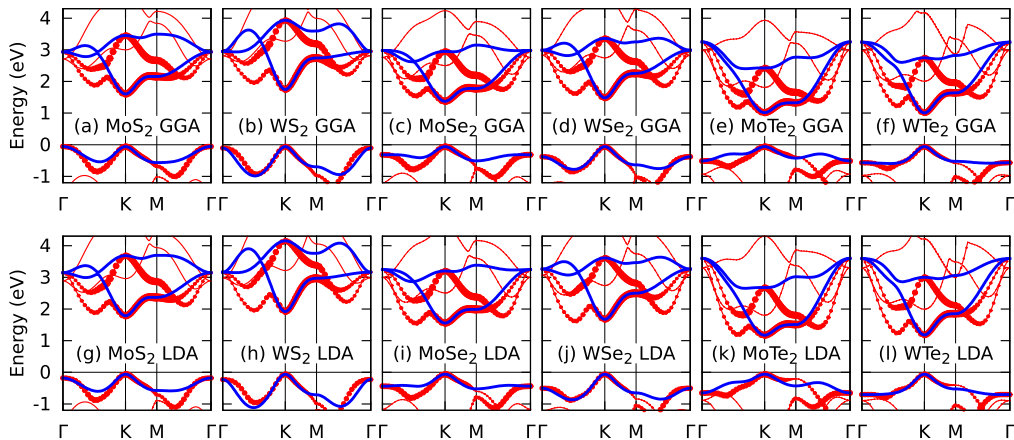 4
3
2
1
0
-1
Energy (eV)
(a) MoS2 GGA
(b) WS2 GGA
(c) MoSe2 GGA
(d) WSe2 GGA
(e) MoTe2 GGA
(f) WTe2 GGA
Γ K M ΓΓ K M ΓΓ K M ΓΓ K M ΓΓ K M ΓΓ K M Γ
4
3
2
1
0
-1
Energy (eV)
(g) MoS2 LDA
(h) WS2 LDA
(i) MoSe2 LDA
(j) WSe2 LDA
(k) MoTe2 LDA
(l) WTe2 LDA
Γ K M ΓΓ K M ΓΓ K M ΓΓ K M ΓΓ K M ΓΓ K M Γ